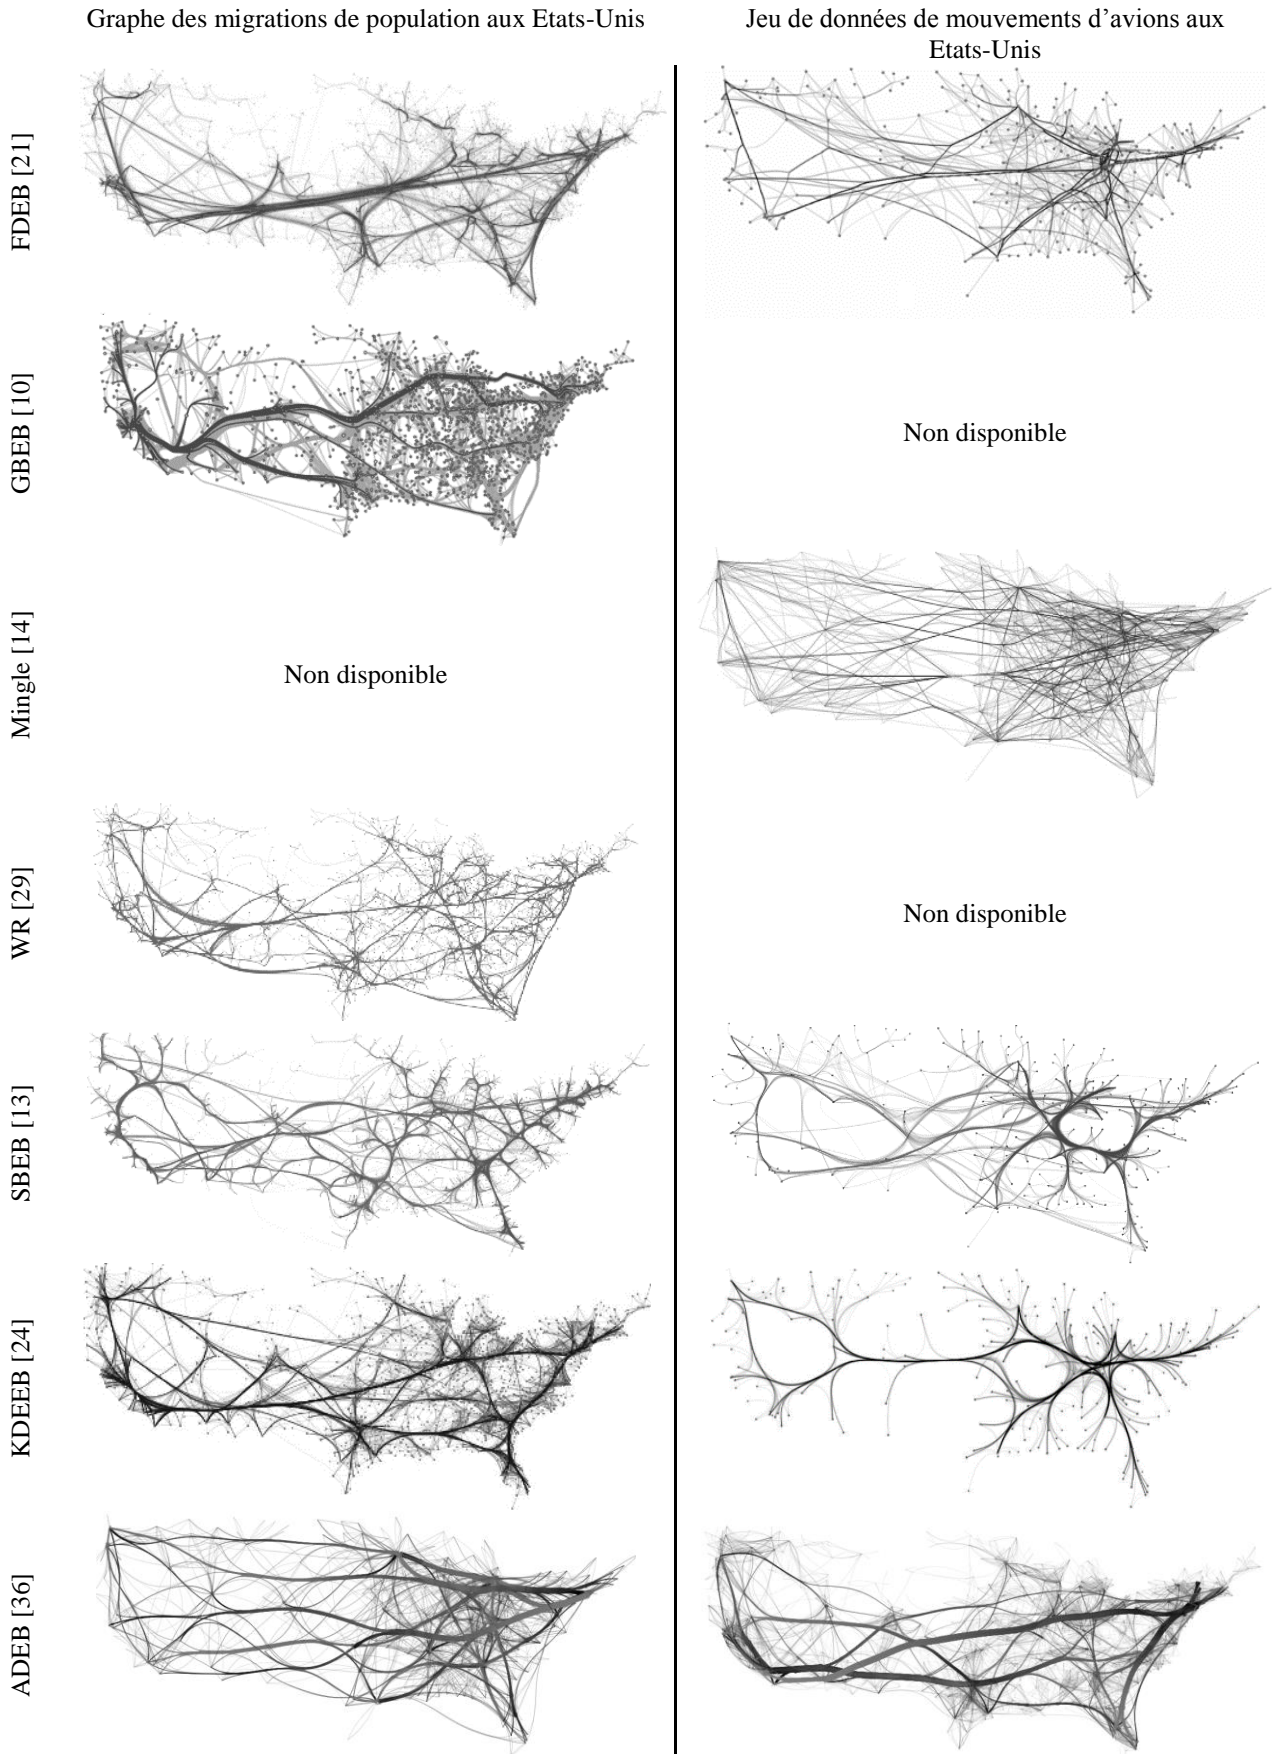 Graphe des migrations de population aux Etats-Unis
Jeu de données de mouvements d’avions aux
Etats-Unis
FDEB [21]
GBEB [10]
Non disponible
Mingle [14]
Non disponible
WR [29]
Non disponible
SBEB [13]
KDEEB [24]
ADEB [36]